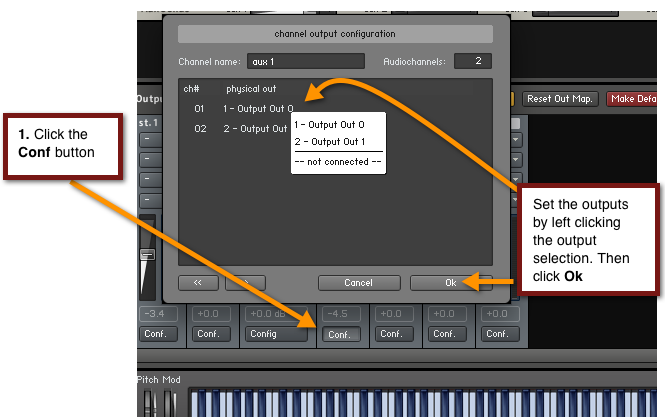 channel output configuration
Channel name: aux 1 Audiochannels: 2
ch# physical out
01 1 - Output Out 0
02 2 - Output Out
1 - Output Out 0
2 - Output Out 1
-- not connected --
Outpu
Reset Out Map. Make Defa
st.1
1. Click the
Conf button
Set the outputs
by left clicking
the output
selection. Then
click Ok
<< Cancel Ok
-3.4 +0.0 +0.0 dB -4.5 +0.0 +0.0 +0.0
Conf. Conf. Config Conf. Conf. Conf. Conf.
Pitch Mod